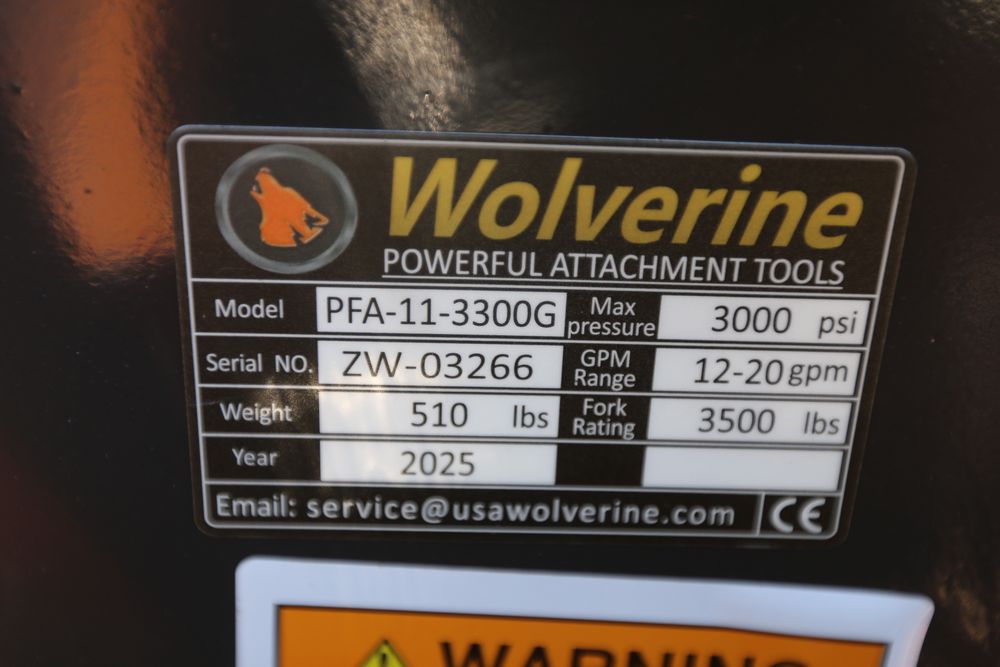 Wolverine
POWERFUL ATTACHMENT TOOLS
Model PFA-11-3300G Max pressure 3000 psi
Serial NO. ZW-03266 GPM Range 12-20 gpm
Weight 510 lbs Fork Rating 3500 lbs
Year 2025
Email: service@usawolverine.com CE
WARNING